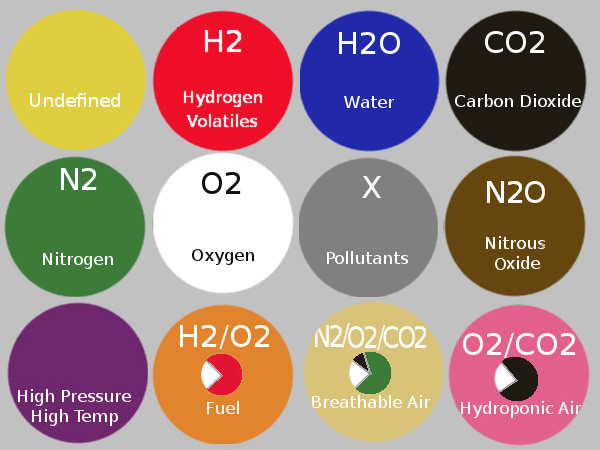 Undefined
H2
Hydrogen
Volatiles
H2O
Water
CO2
Carbon Dioxide
N2
Nitrogen
O2
Oxygen
X
Pollutants
N2O
Nitrous
Oxide
High Pressure
High Temp
H2/O2
Fuel
N2/O2/CO2
Breathable Air
O2/CO2
Hydroponic Air